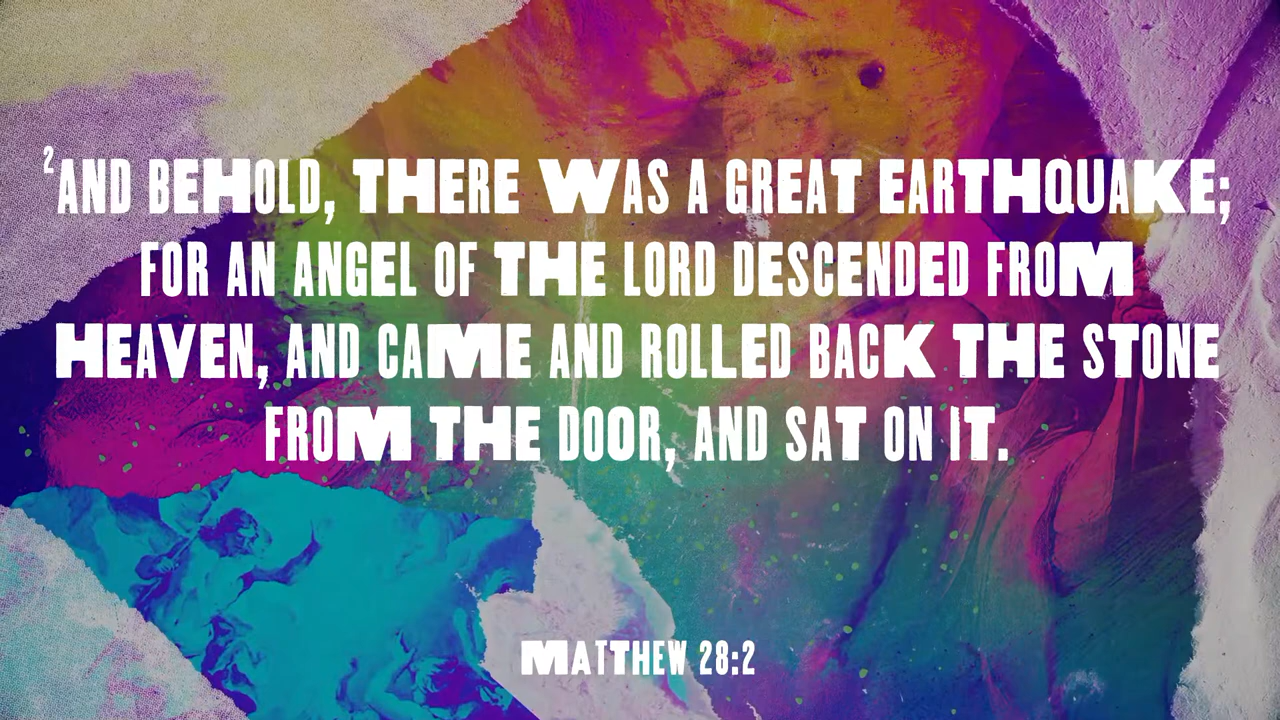 ²AND BEHOLD, THERE WAS A GREAT EARTHQUAKE;
FOR AN ANGEL OF THE LORD DESCENDED FROM
HEAVEN, AND CAME AND ROLLED BACK THE STONE
FROM THE DOOR, AND SAT ON IT.
MATTHEW 28:2